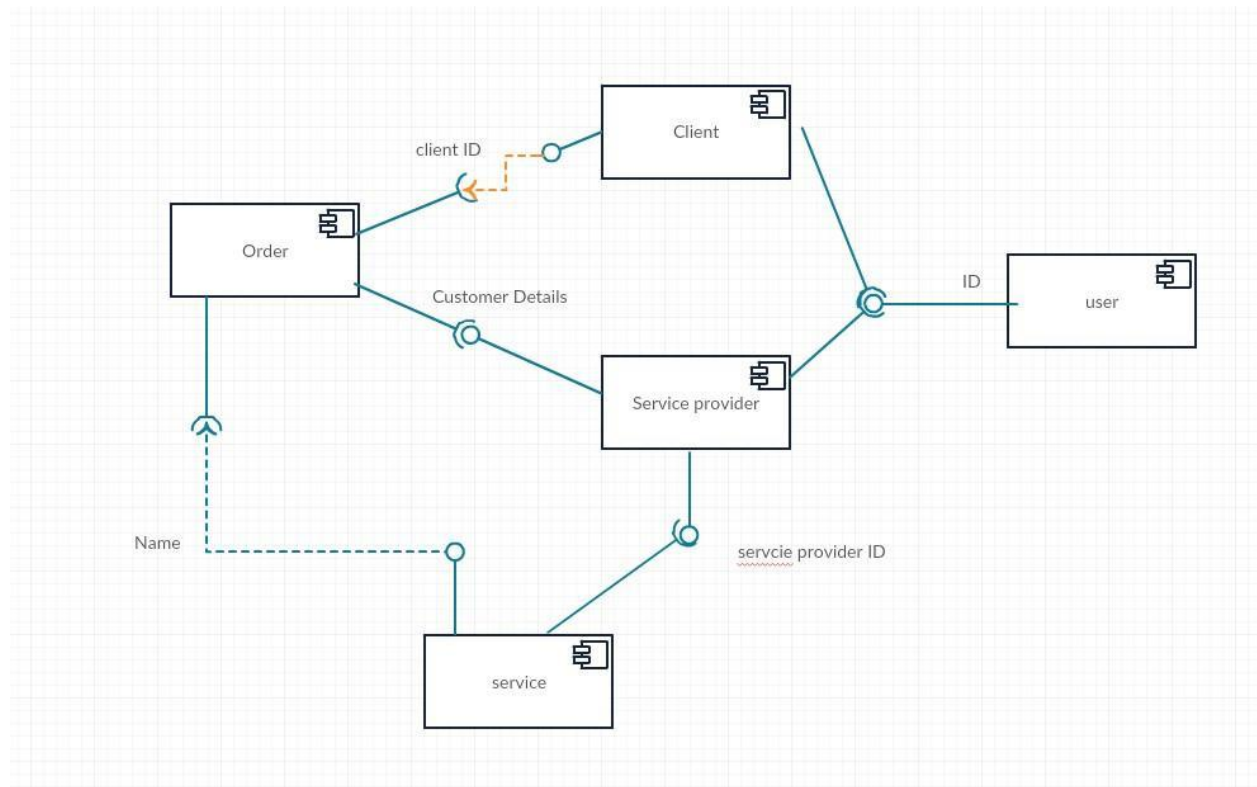 Client
client ID
Order
ID
Customer Details
user
Service provider
Name
servcie provider ID
service